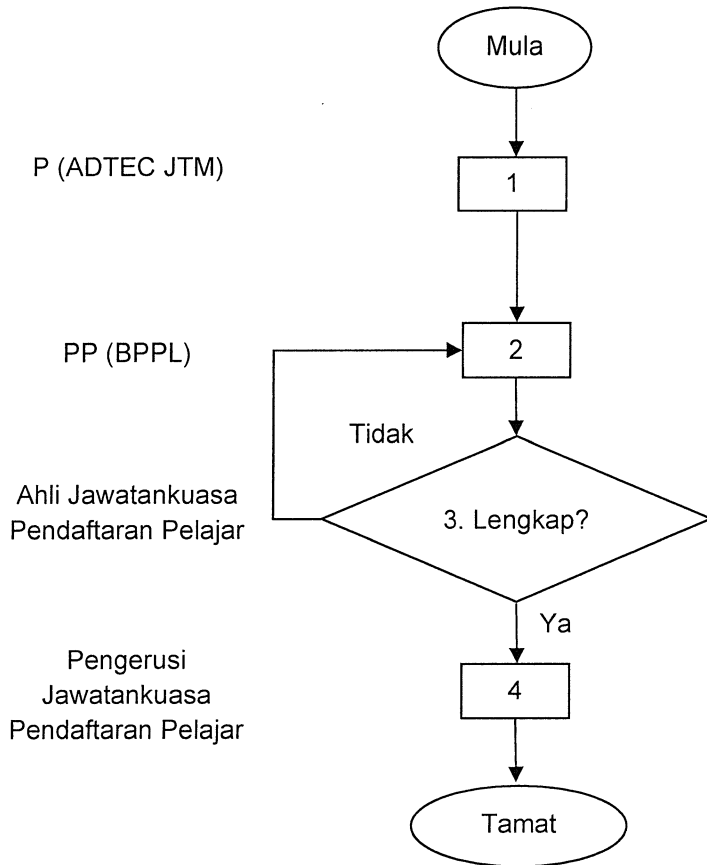 Mula
P (ADTEC JTM)
1
PP (BPPL)
2
Tidak
Ahli Jawatankuasa
Pendaftaran Pelajar
3. Lengkap?
Ya
Pengerusi
Jawatankuasa
Pendaftaran Pelajar
4
Tamat